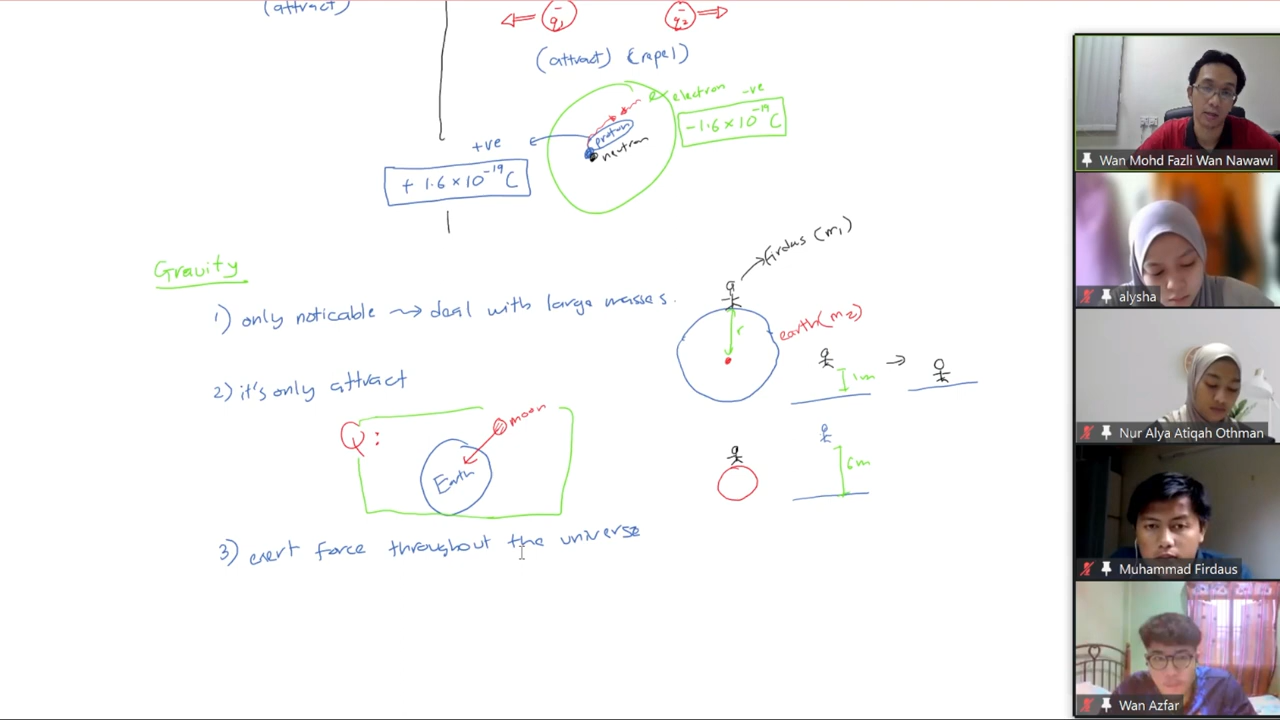 (attract)
- q1
- q2
(attract) (repel)
electron -ve
-1.6×10^-19 C
proton
neutron
+ve
+ 1.6×10^-19 C
Gravity
Firdaus (m1)
1) only noticable → deal with large masses.
r
earth (m2)
1m
2) it's only attract
Q:
moon
Earth
6m
3) exert force throughout the universe
Wan Mohd Fazli Wan Nawawi
alysha
Nur Alya Atiqah Othman
Muhammad Firdaus
Wan Azfar